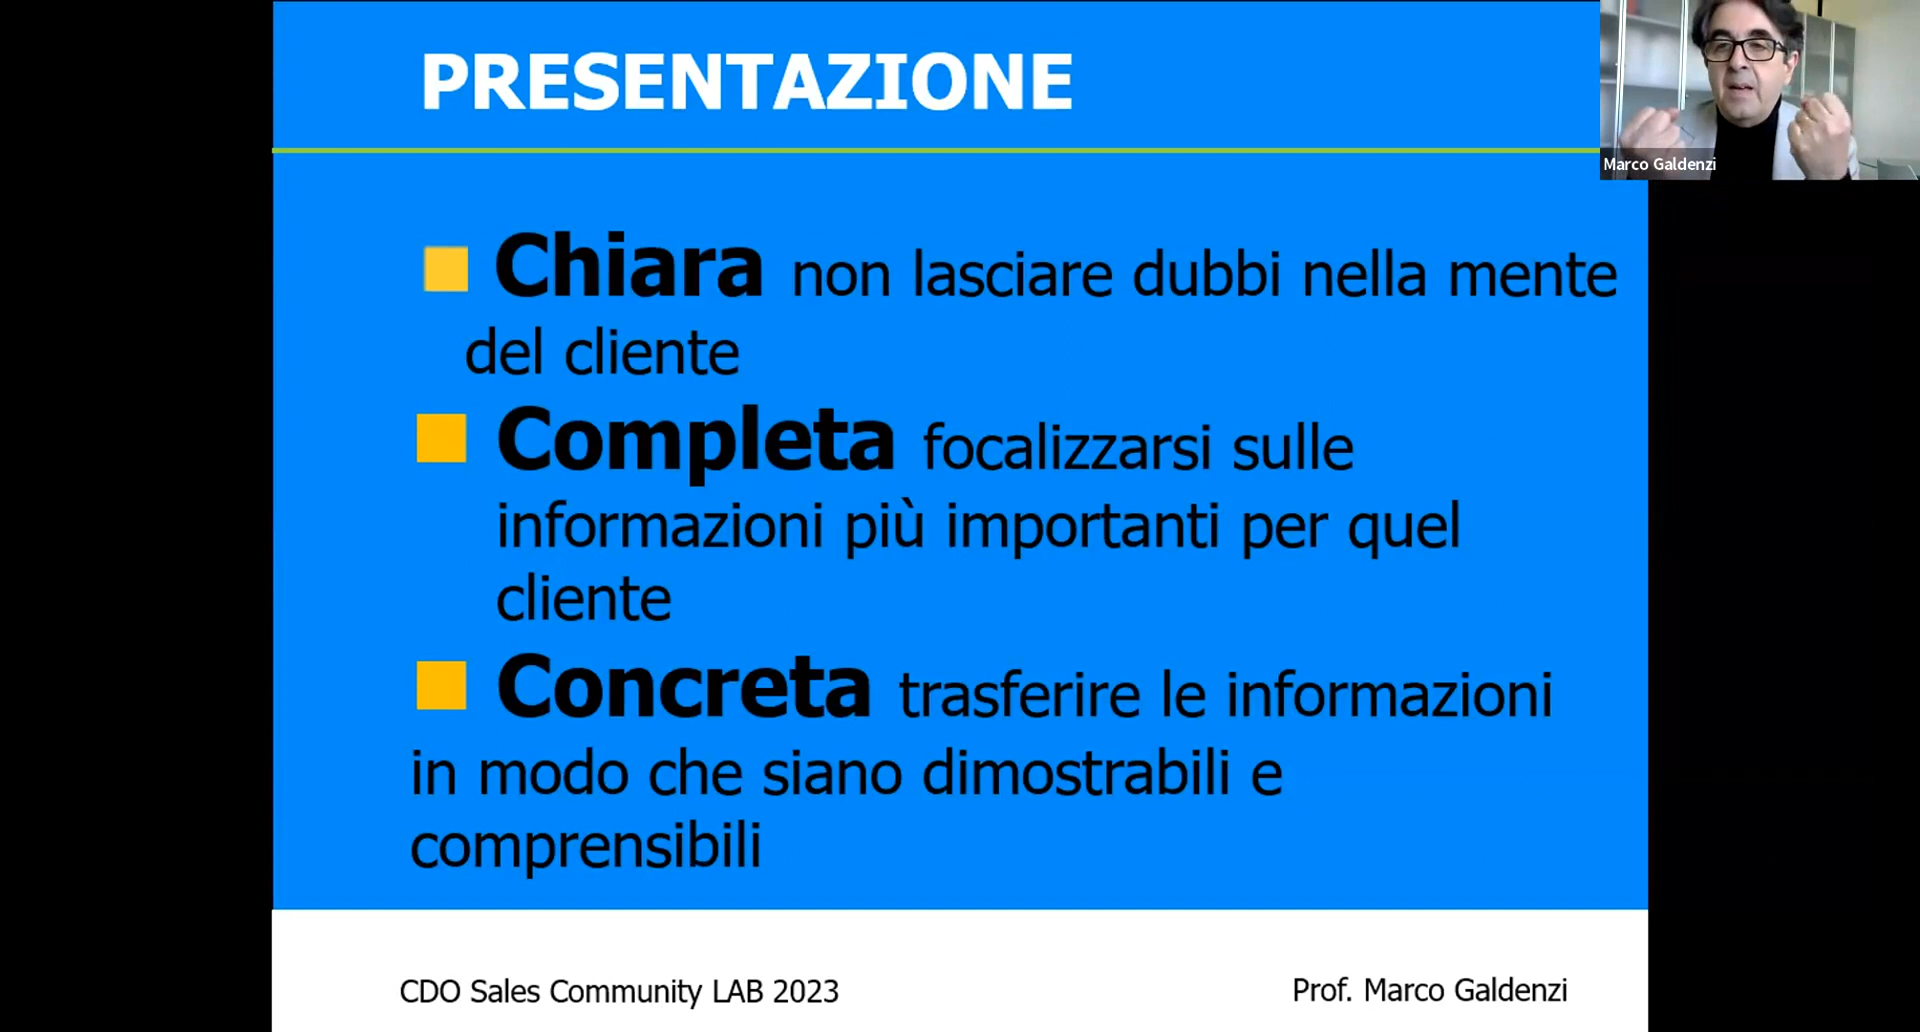 PRESENTAZIONE
Marco Galdenzi
Chiara non lasciare dubbi nella mente
del cliente
Completa focalizzarsi sulle
informazioni più importanti per quel
cliente
Concreta trasferire le informazioni
in modo che siano dimostrabili e
comprensibili
CDO Sales Community LAB 2023
Prof. Marco Galdenzi